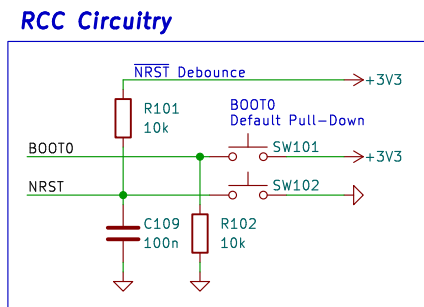 RCC Circuitry
NRST Debounce
+3V3
R101
10k
BOOT0
Default Pull-Down
BOOT0
SW101
+3V3
NRST
SW102
C109
100n
R102
10k